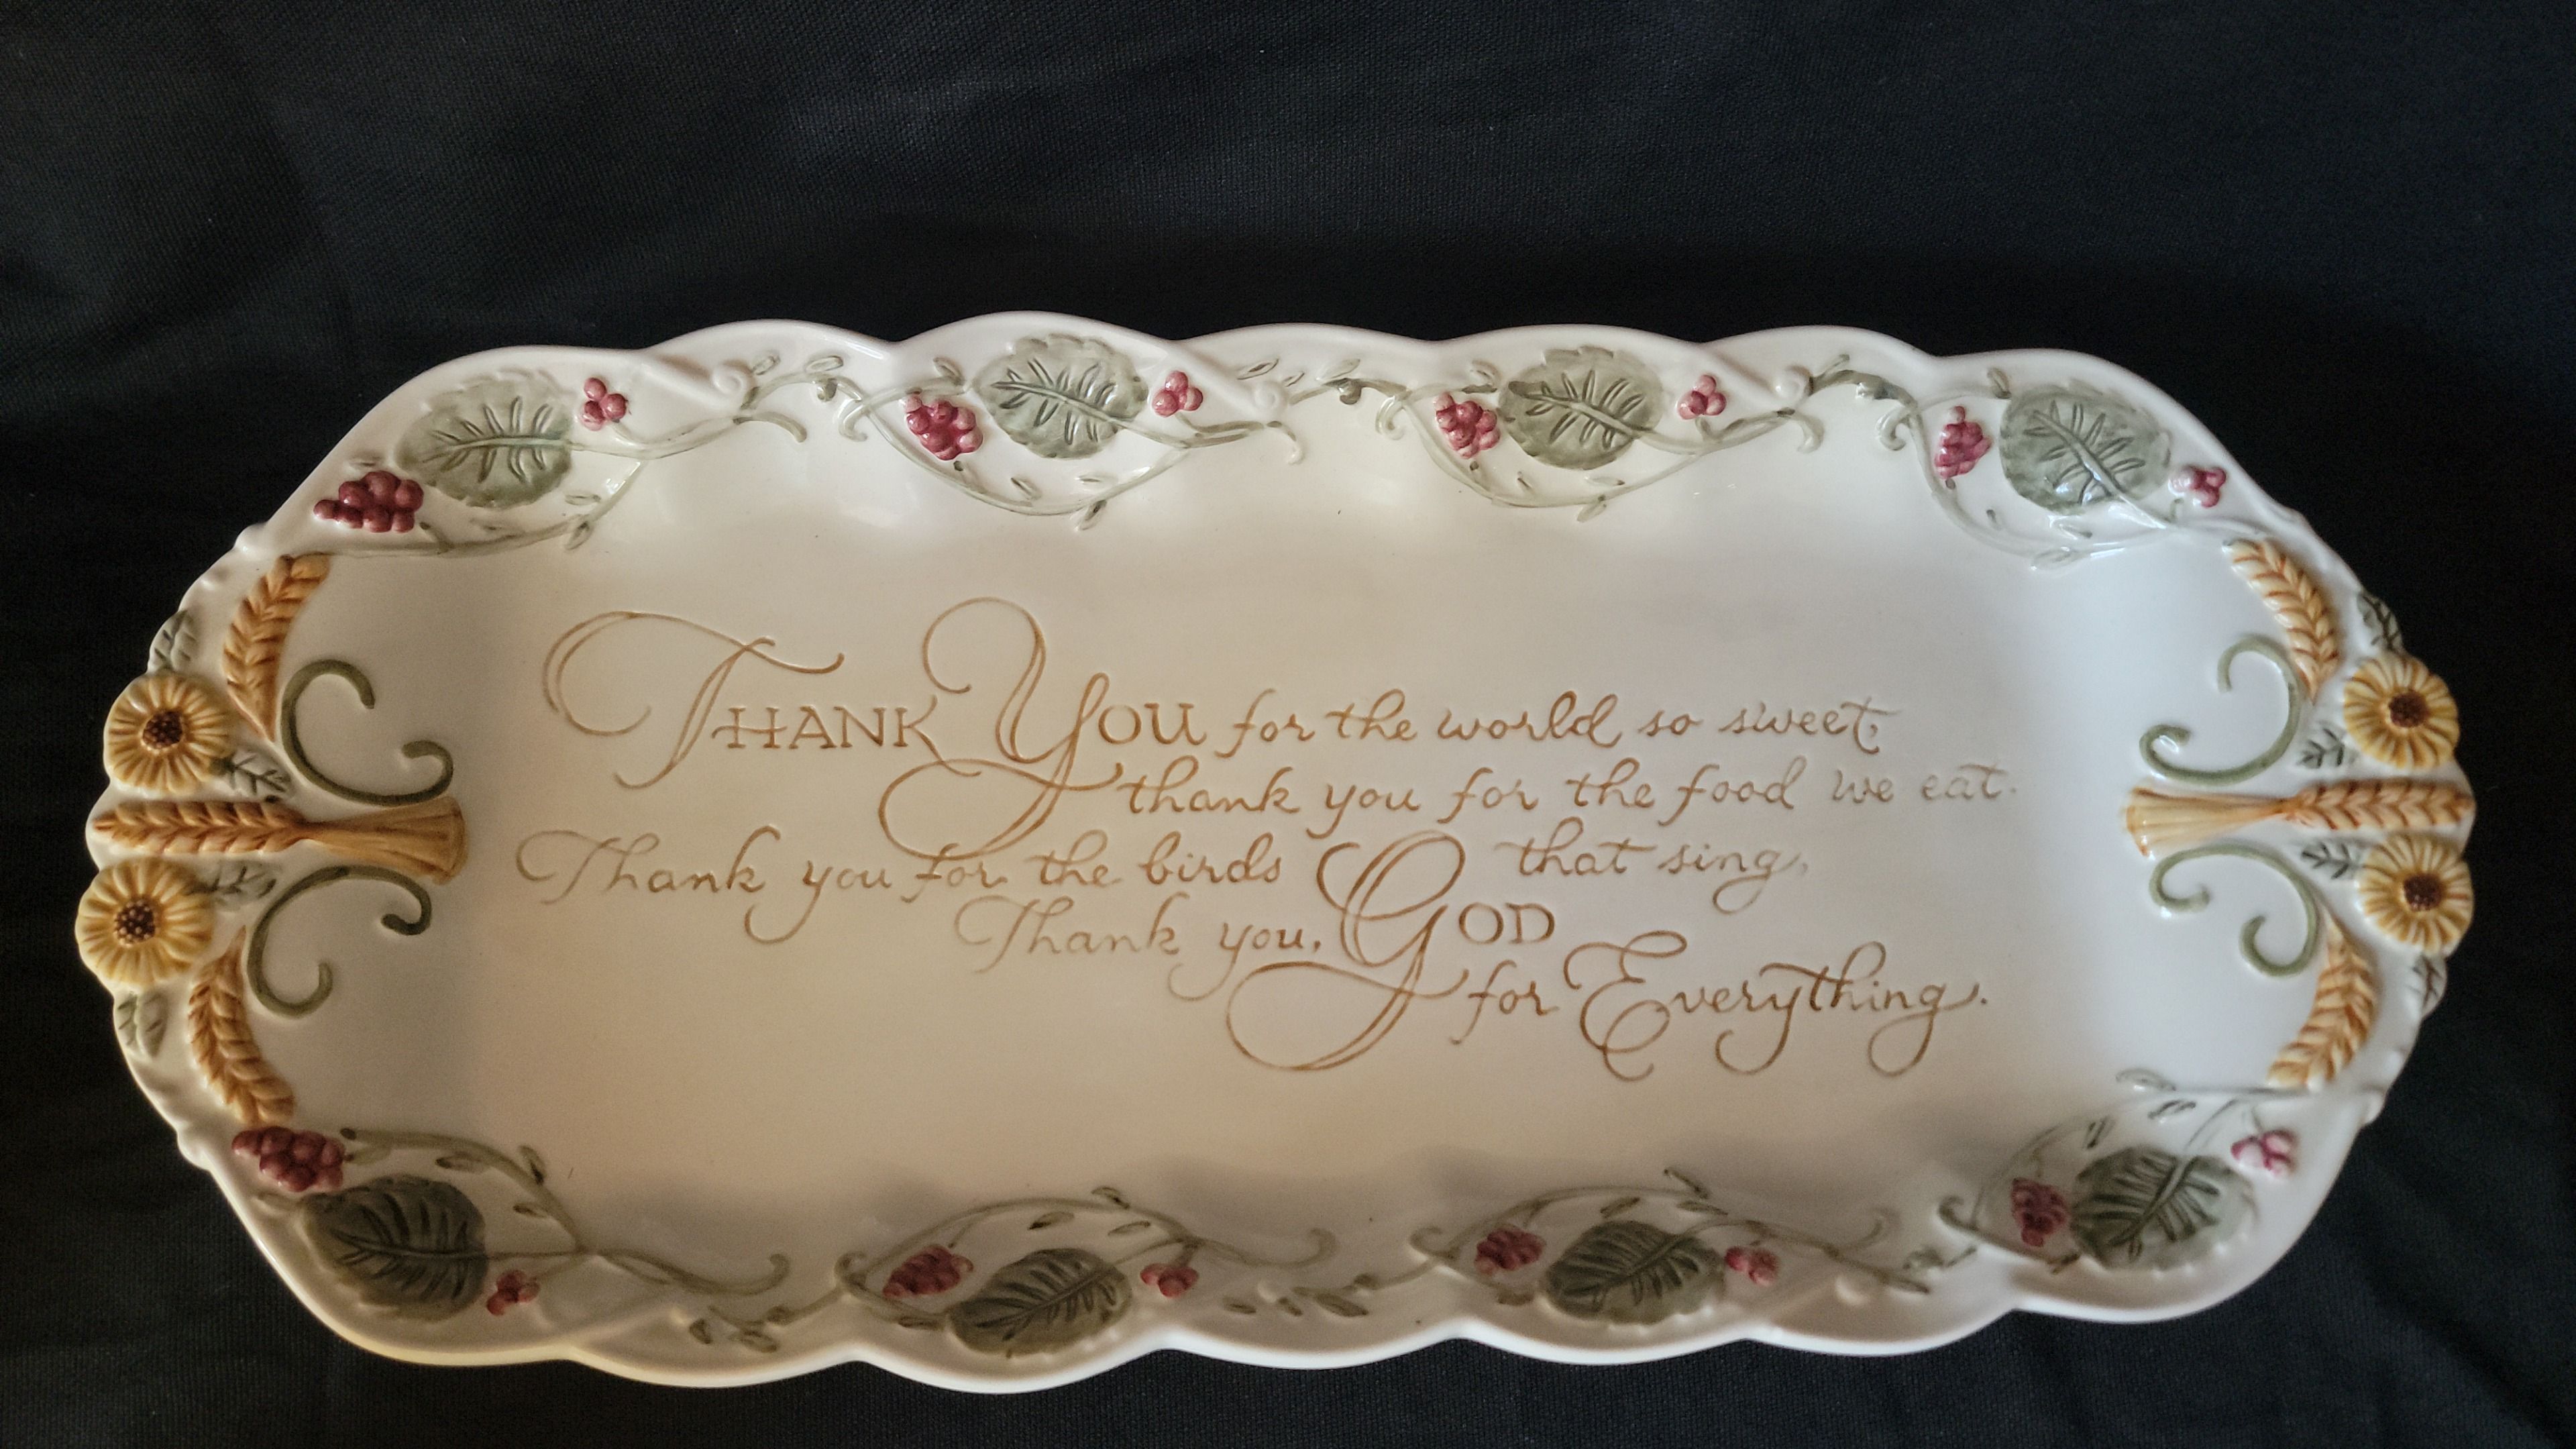 THANK YOU for the world so sweet,
thank you for the food we eat.
Thank you for the birds that sing,
Thank you, GOD
for Everything.